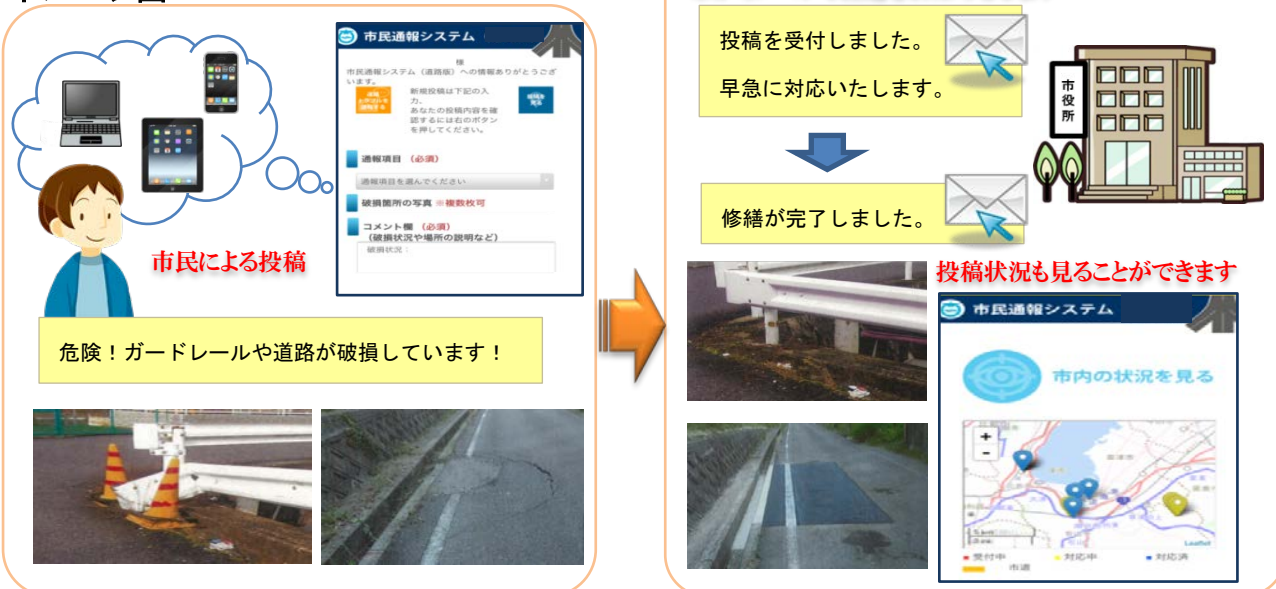 市民通報システム
様
市民通報システム(道路版)への情報ありがとうござ
います。
新規投稿は下記の入
力。
あなたの投稿内容を確
認するには右のボタン
を押してください。
通報項目 (必須)
通報項目を選んでください
破損箇所の写真 ※複数枚可
コメント欄 (必須)
(破損状況や場所の説明など)
破損状況:
市民による投稿
危険!ガードレールや道路が破損しています!
投稿を受付しました。
早急に対応いたします。
市役所
修繕が完了しました。
投稿状況も見ることができます
市民通報システム
市内の状況を見る
+
-
Leaflet
受付中
対応中
対応済
市道